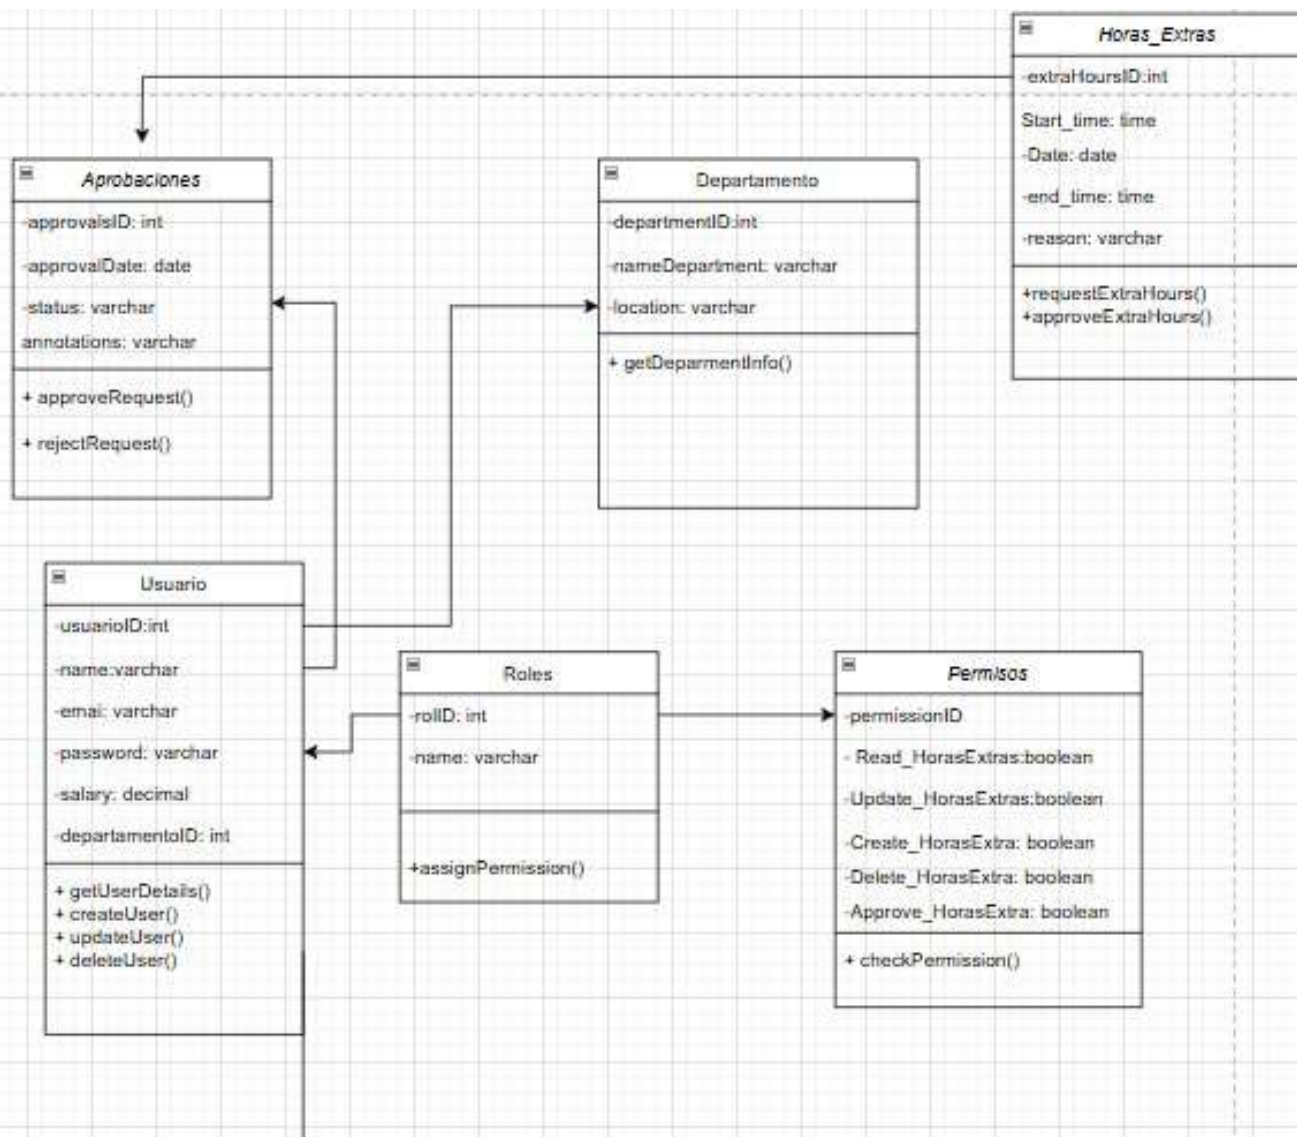 Horas_Extras
-extraHoursID:int
Start_time: time
-Date: date
-end_time: time
-reason: varchar
+requestExtraHours()
+approveExtraHours()
Aprobaciones
-approvalsID: int
-approvalDate: date
-status: varchar
annotations: varchar
+ approveRequest()
+ rejectRequest()
Departamento
-departmentID:int
-nameDepartment: varchar
-location: varchar
+ getDeparmentInfo()
Usuario
-usuarioID:int
-name:varchar
-emai: varchar
-password: varchar
-salary: decimal
-departamentoID: int
+ getUserDetails()
+ createUser()
+ updateUser()
+ deleteUser()
Roles
-rolID: int
-name: varchar
+assignPermission()
Permisos
-permissionID
- Read_HorasExtras:boolean
-Update_HorasExtras:boolean
-Create_HorasExtra: boolean
-Delete_HorasExtra: boolean
-Approve_HorasExtra: boolean
+ checkPermission()